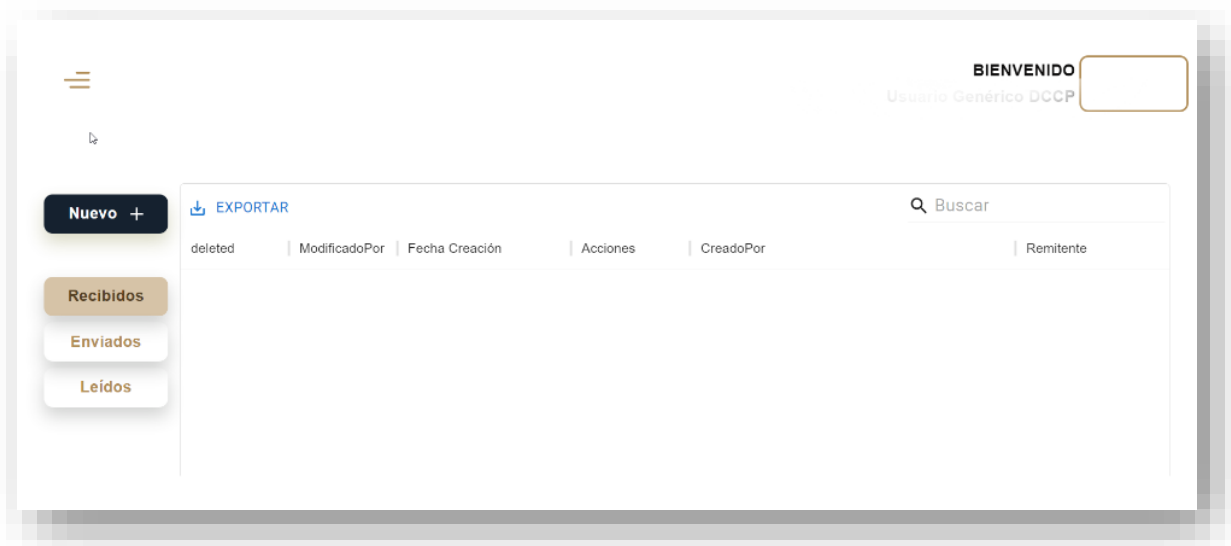 BIENVENIDO
Usuario Genérico DCCP
Nuevo +
EXPORTAR
Buscar
deleted ModificadoPor Fecha Creación Acciones CreadoPor Remitente
Recibidos
Enviados
Leídos